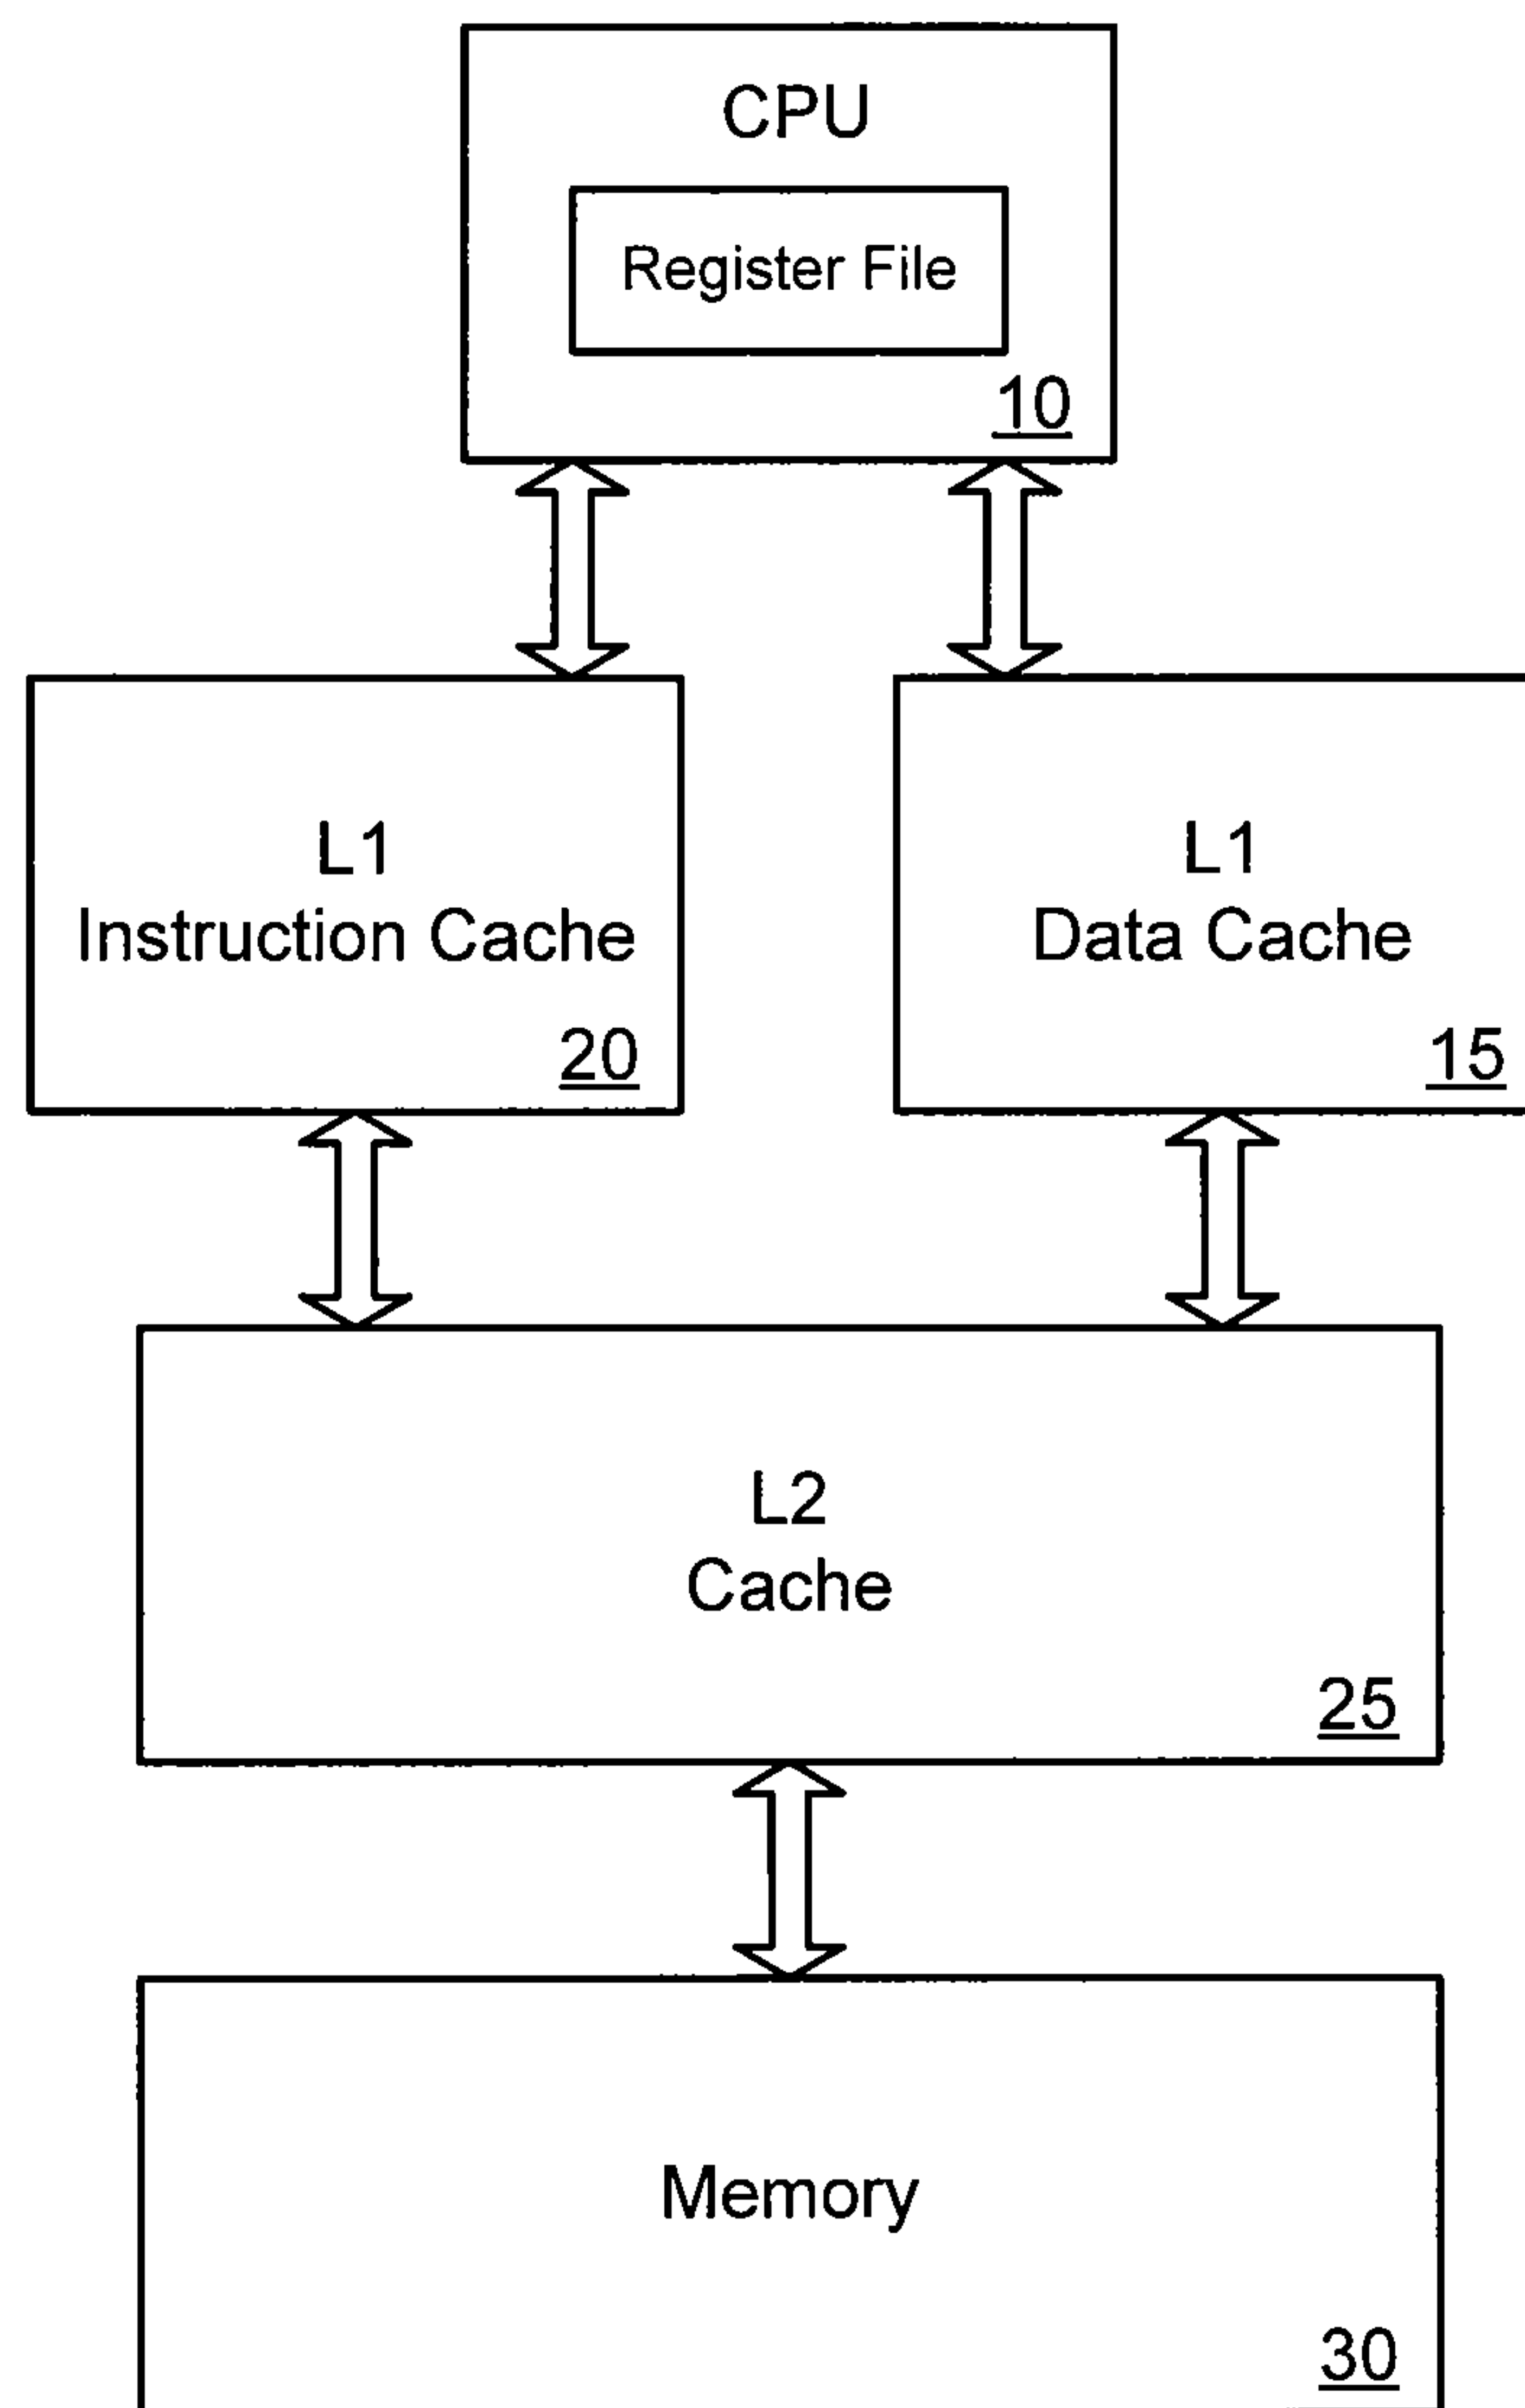 CPU
Register File
10
L1
Instruction Cache
20
L1
Data Cache
15
L2
Cache
25
Memory
30